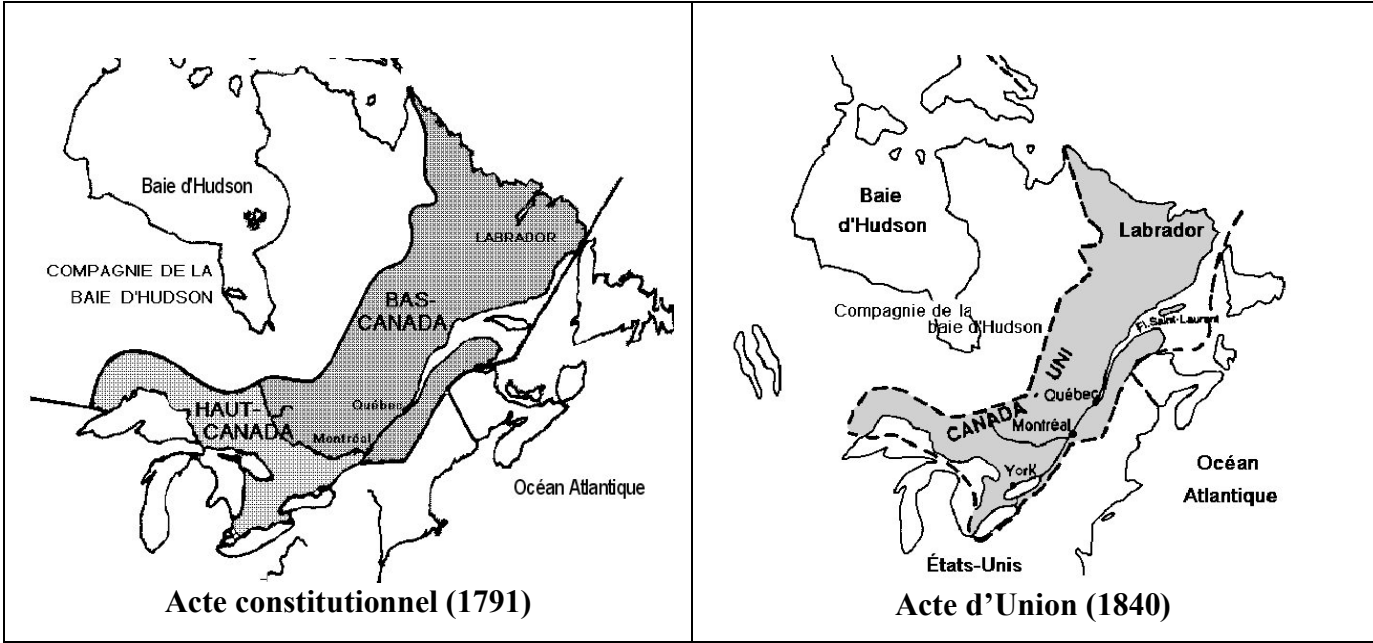 Baie d'Hudson
LABRADOR
COMPAGNIE DE LA
BAIE D'HUDSON
BAS-
CANADA
HAUT-
CANADA
Québec
Montréal
Océan Atlantique
Acte constitutionnel (1791)
Baie
d'Hudson
Labrador
Compagnie de la
baie d'Hudson
Fl. Saint-Laurent
CANADA UNI
Québec
Montréal
York
Océan
Atlantique
États-Unis
Acte d'Union (1840)